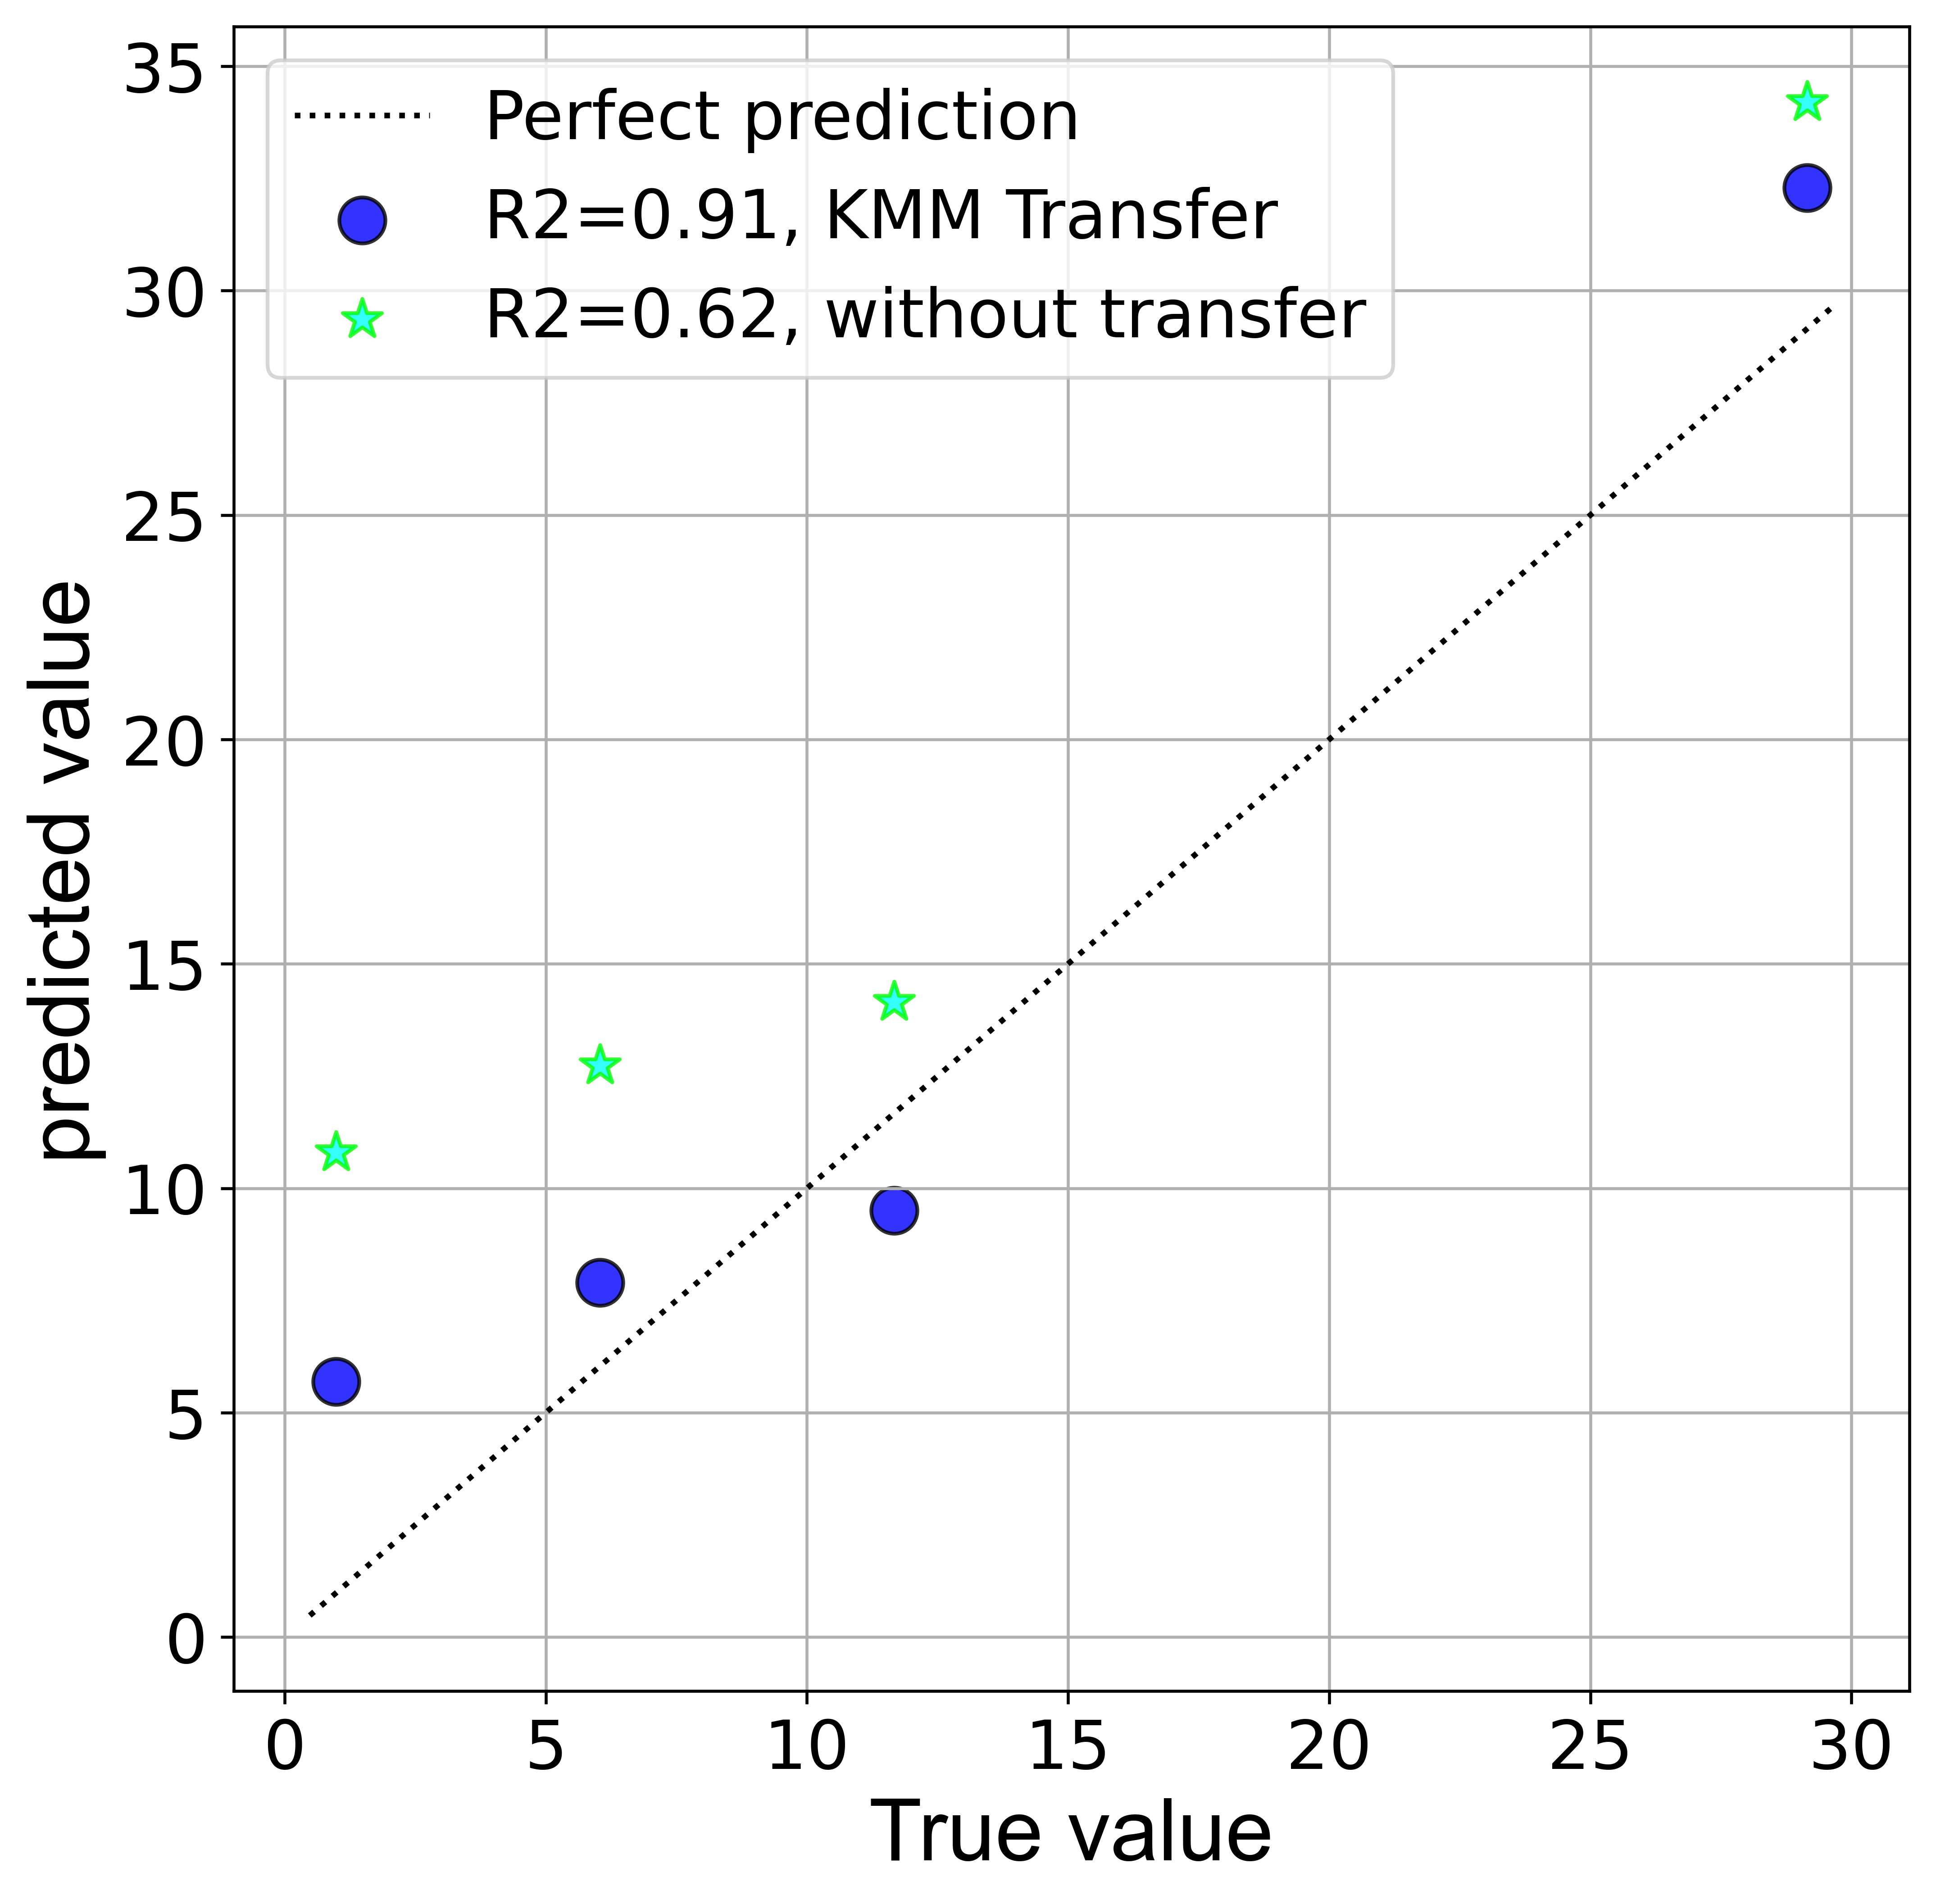 35
30
25
20
15
10
5
0
predicted value
Perfect prediction
R2=0.91, KMM Transfer
R2=0.62, without transfer
0 5 10 15 20 25 30
True value